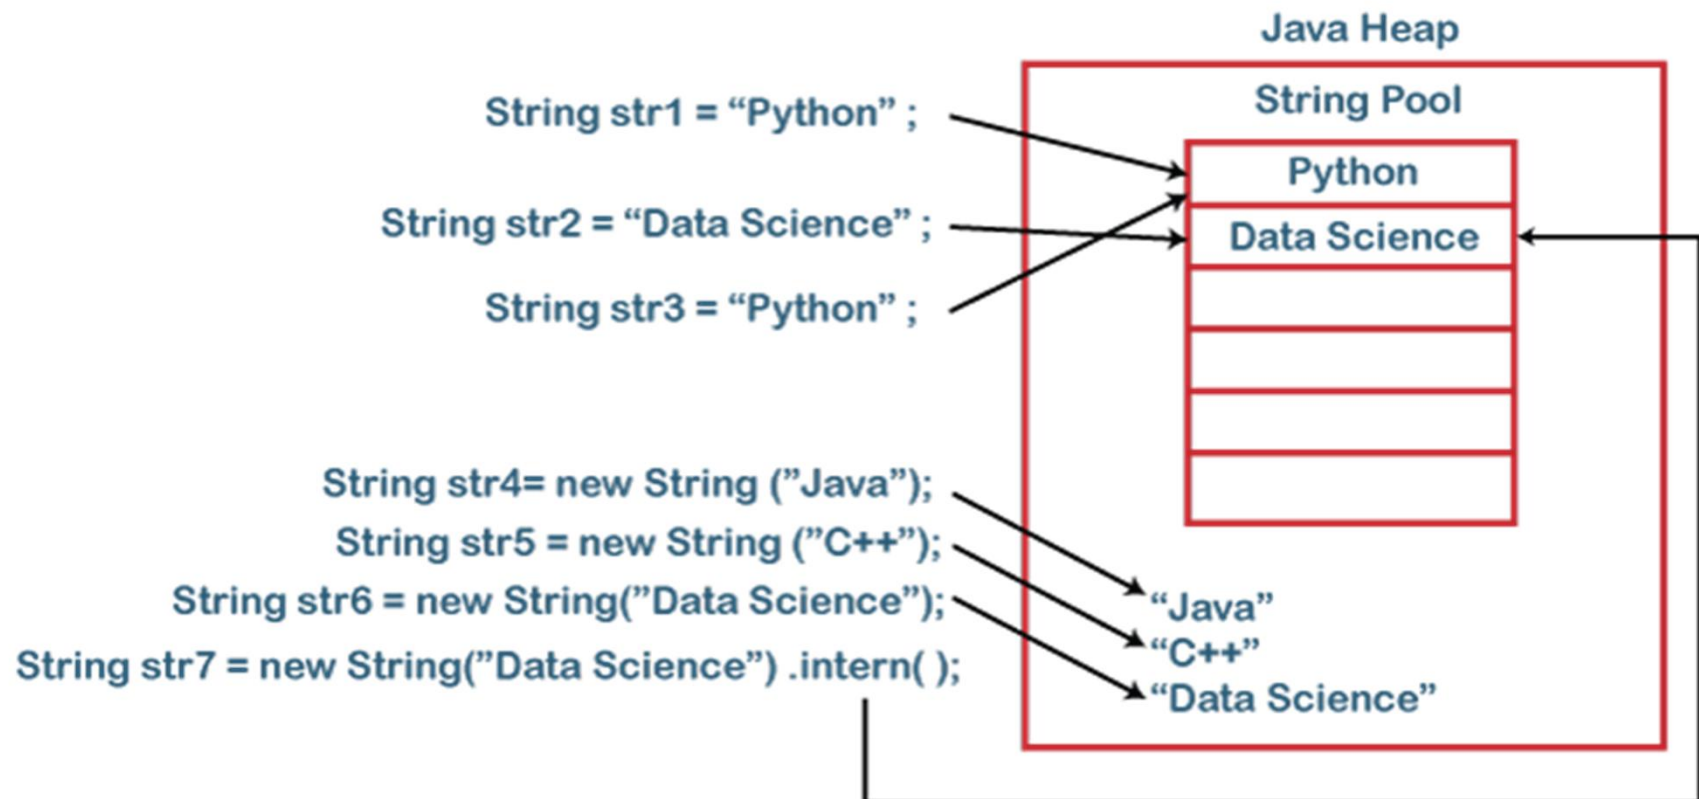 Java Heap
String Pool
String str1 = “Python” ;
Python
String str2 = “Data Science” ;
Data Science
String str3 = “Python” ;
String str4= new String (”Java”);
String str5 = new String (”C++”);
String str6 = new String(”Data Science”);
String str7 = new String(”Data Science”) .intern( );
“Java”
“C++”
“Data Science”